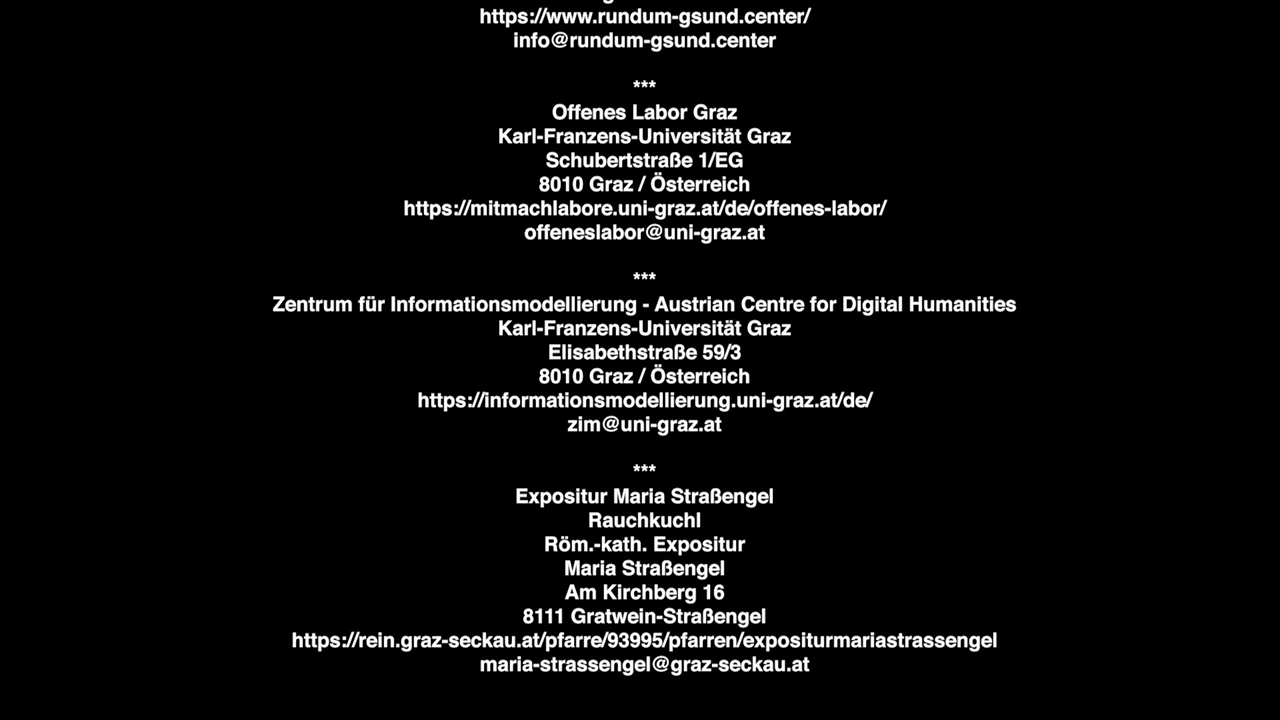 https://www.rundum-gsund.center/
info@rundum-gsund.center
***
Offenes Labor Graz
Karl-Franzens-Universität Graz
Schubertstraße 1/EG
8010 Graz / Österreich
https://mitmachlabore.uni-graz.at/de/offenes-labor/
offeneslabor@uni-graz.at
***
Zentrum für Informationsmodellierung - Austrian Centre for Digital Humanities
Karl-Franzens-Universität Graz
Elisabethstraße 59/3
8010 Graz / Österreich
https://informationsmodellierung.uni-graz.at/de/
zim@uni-graz.at
***
Expositur Maria Straßengel
Rauchkuchl
Röm.-kath. Expositur
Maria Straßengel
Am Kirchberg 16
8111 Gratwein-Straßengel
https://rein.graz-seckau.at/pfarre/93995/pfarren/expositurmariastrassengel
maria-strassengel@graz-seckau.at